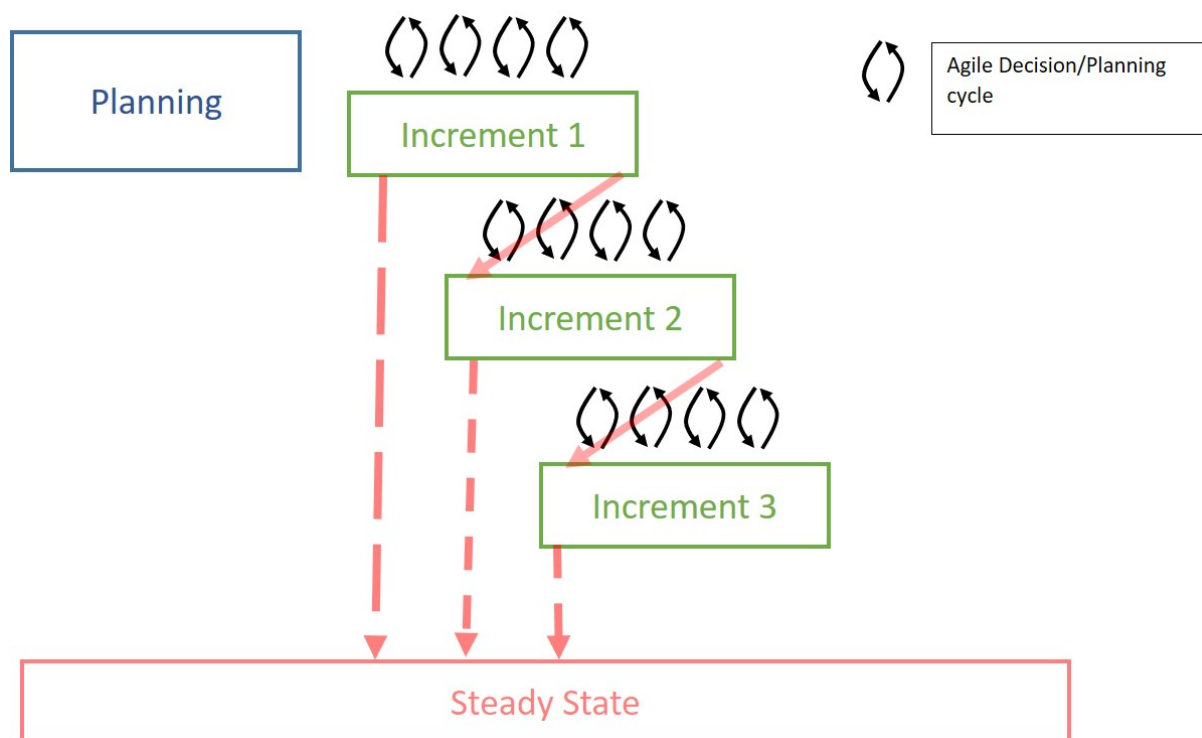 Planning
Increment 1
Agile Decision/Planning
cycle
Increment 2
Increment 3
Steady State